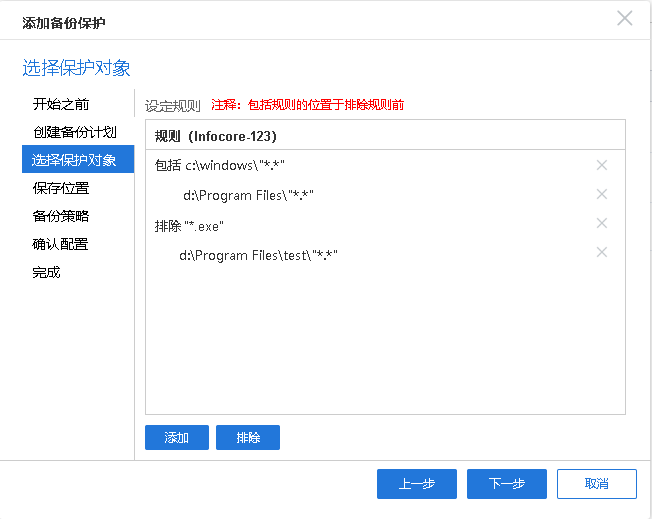 添加备份保护
选择保护对象
开始之前
创建备份计划
选择保护对象
保存位置
备份策略
确认配置
完成
设定规则 注释：包括规则的位置于排除规则前
规则（Infocore-123）
包括 c:\windows\"*.*"
d:\Program Files\"*.*"
排除 "*.exe"
d:\Program Files\test\"*.*"
添加 排除
上一步 下一步 取消